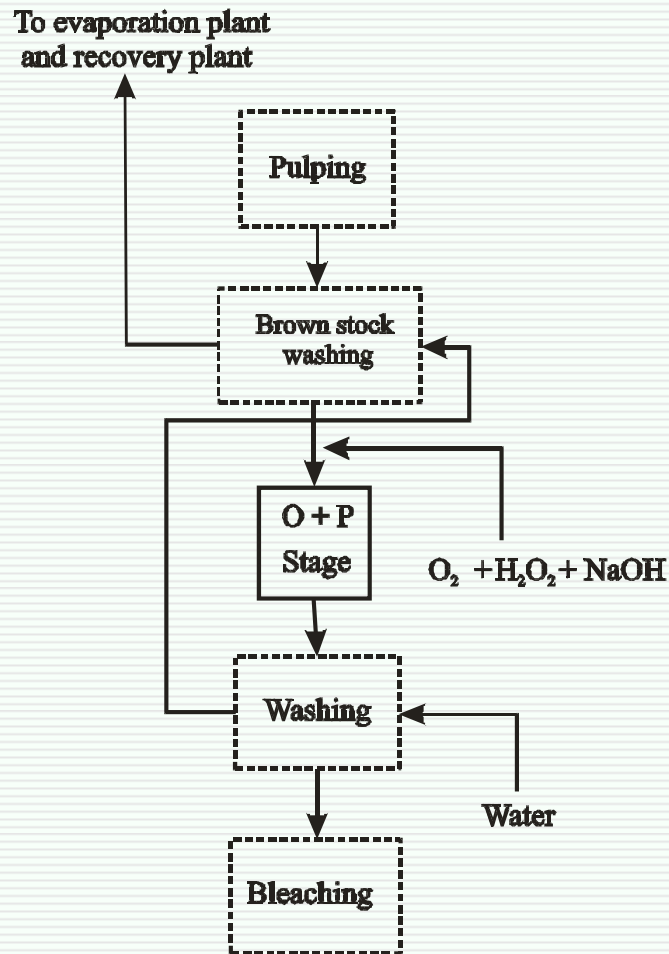 To evaporation plant
and recovery plant
Pulping
Brown stock
washing
O + P
Stage
O₂ + H₂O₂ + NaOH
Washing
Water
Bleaching